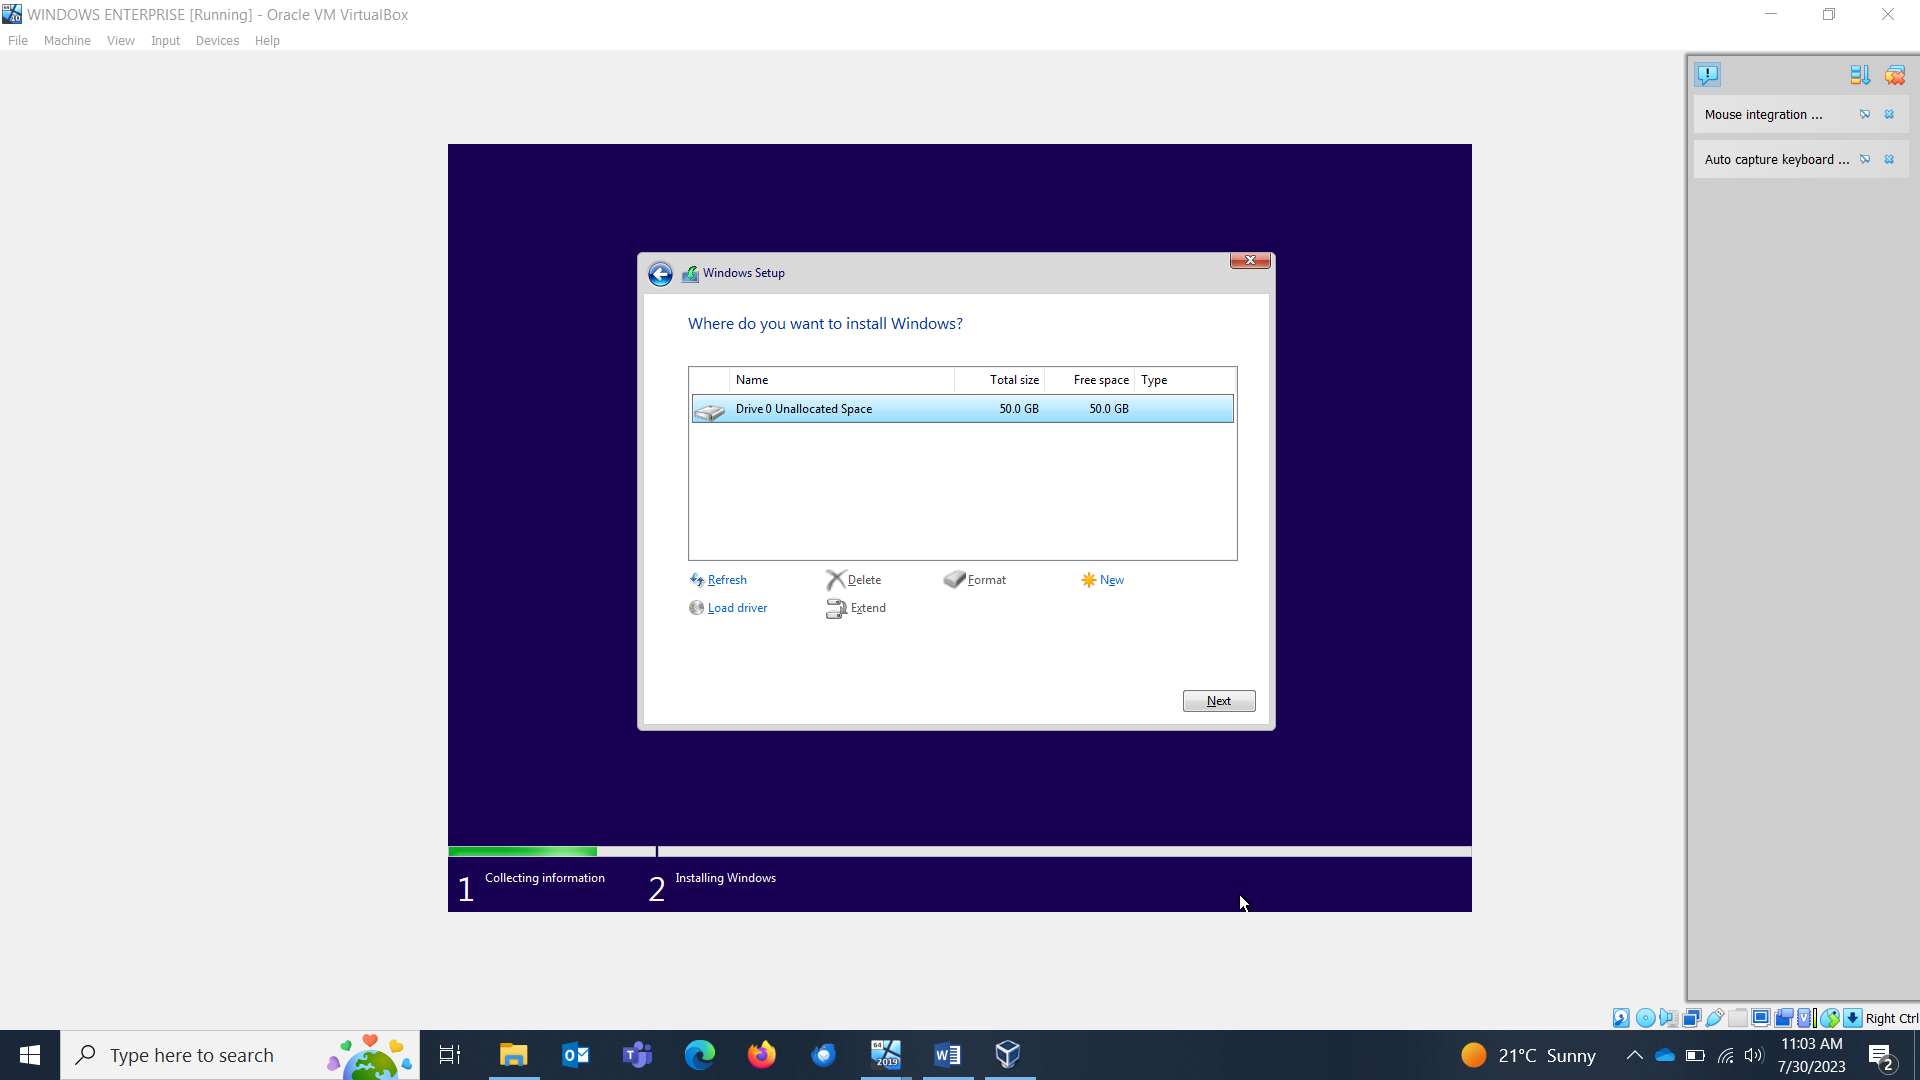 WINDOWS ENTERPRISE [Running] - Oracle VM VirtualBox
File Machine View Input Devices Help
Mouse integration ...
Auto capture keyboard ...
Windows Setup
Where do you want to install Windows?
Name Total size Free space Type
Drive 0 Unallocated Space 50.0 GB 50.0 GB
Refresh Delete Format New
Load driver Extend
Next
1 Collecting information 2 Installing Windows
Right Ctrl
Type here to search
21°C Sunny
11:03 AM
7/30/2023
2